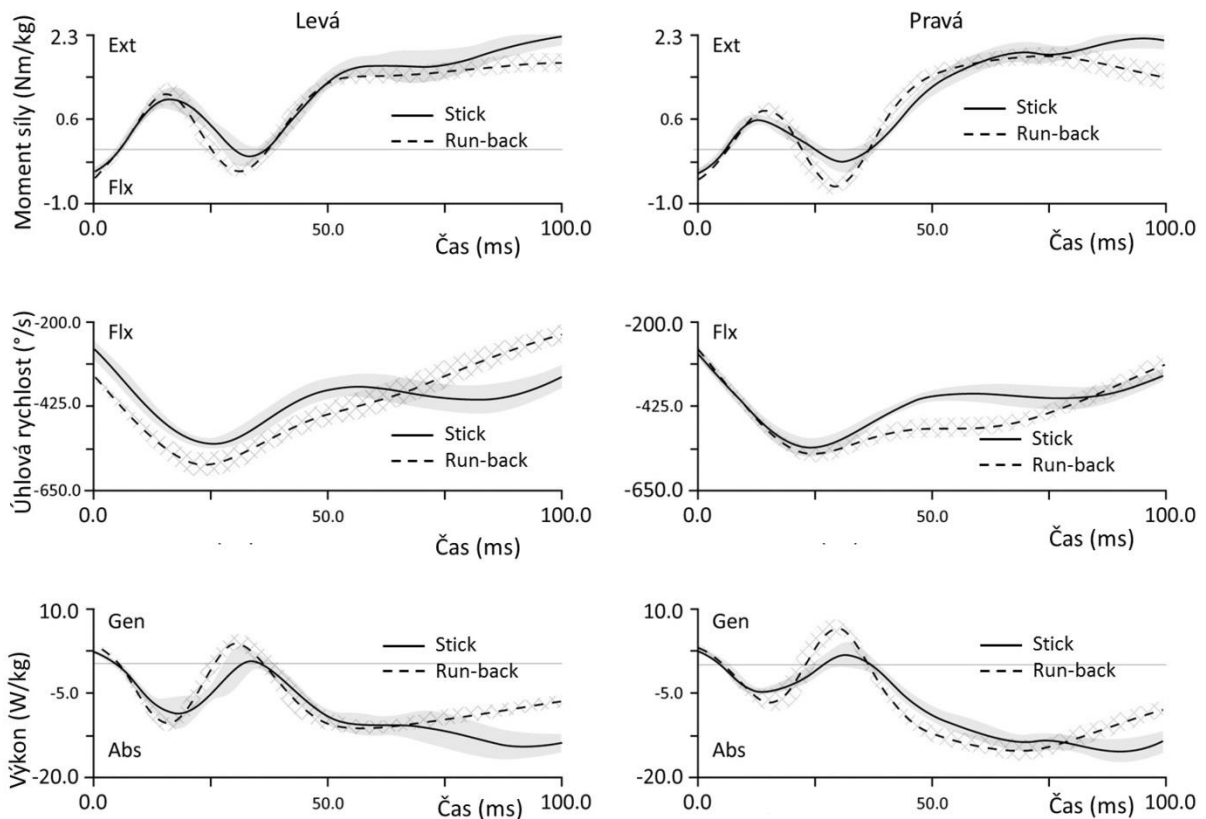 Levá
Moment síly (Nm/kg)
2.3
0.6
-1.0
Ext
Flx
Stick
Run-back
0.0
50.0
100.0
Čas (ms)
Pravá
2.3
0.6
-1.0
Ext
Flx
Stick
Run-back
0.0
50.0
100.0
Čas (ms)
Úhlová rychlost (°/s)
-200.0
-425.0
-650.0
Flx
Stick
Run-back
0.0
50.0
100.0
Čas (ms)
-200.0
-425.0
-650.0
Flx
Stick
Run-back
0.0
50.0
100.0
Čas (ms)
Výkon (W/kg)
10.0
-5.0
-20.0
Gen
Abs
Stick
Run-back
0.0
50.0
100.0
Čas (ms)
10.0
-5.0
-20.0
Gen
Abs
Stick
Run-back
0.0
50.0
100.0
Čas (ms)